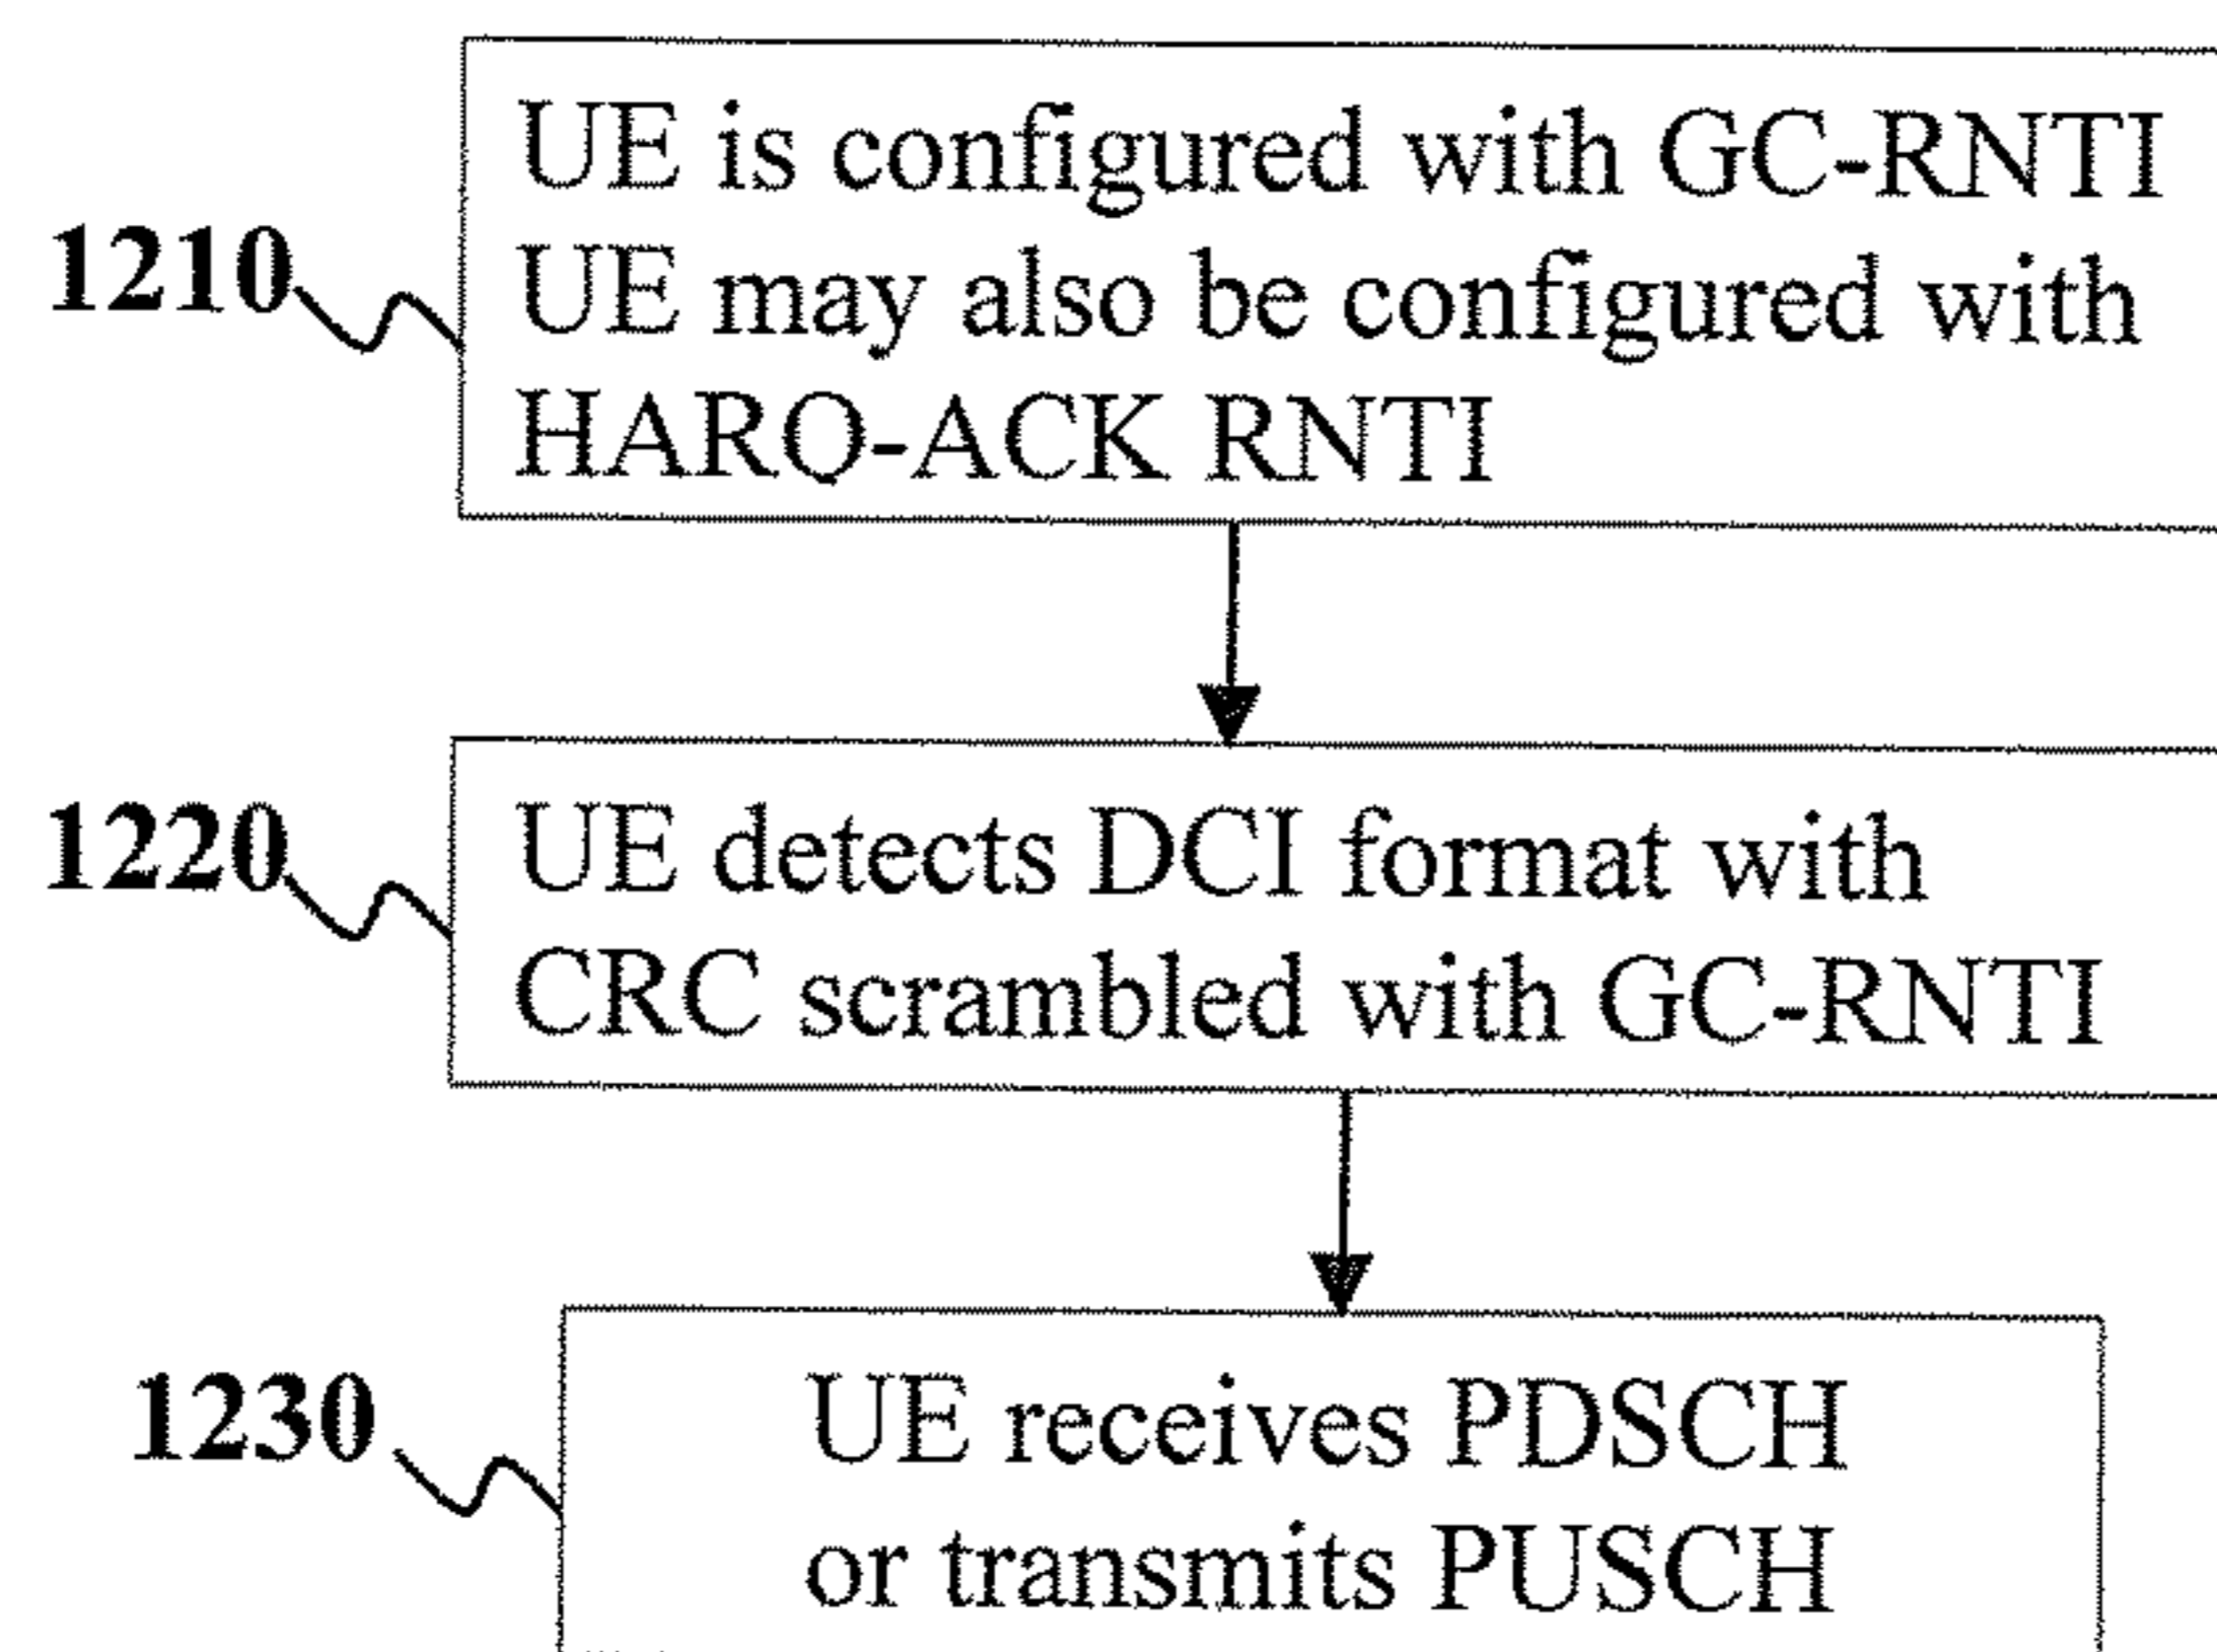 UE is configured with GC-RNTI
1210
UE may also be configured with
HARQ-ACK RNTI
1220
UE detects DCI format with
CRC scrambled with GC-RNTI
1230
UE receives PDSCH
or transmits PUSCH